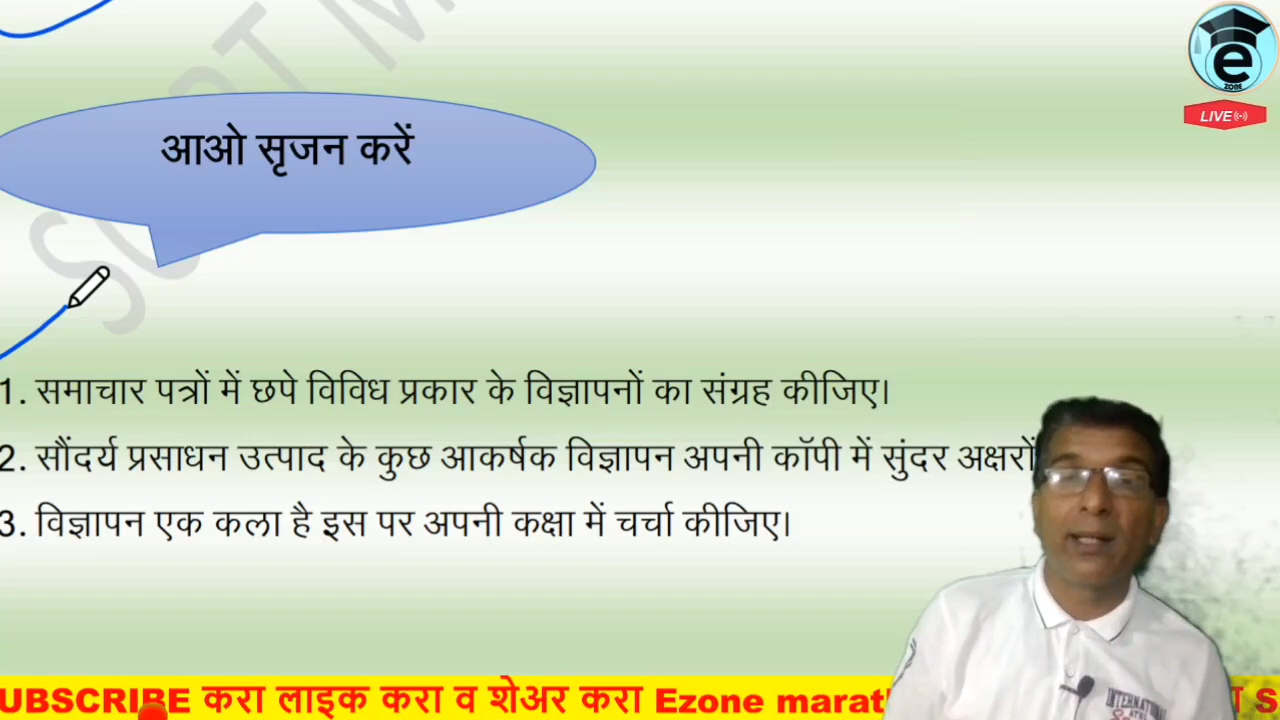 e
ZONE
LIVE
आओ सृजन करें
1. समाचार पत्रों में छपे विविध प्रकार के विज्ञापनों का संग्रह कीजिए।
2. सौंदर्य प्रसाधन उत्पाद के कुछ आकर्षक विज्ञापन अपनी कॉपी में सुंदर अक्षरों
3. विज्ञापन एक कला है इस पर अपनी कक्षा में चर्चा कीजिए।
INTERNATIONAL
UBSCRIBE करा लाइक करा व शेअर करा Ezone marat